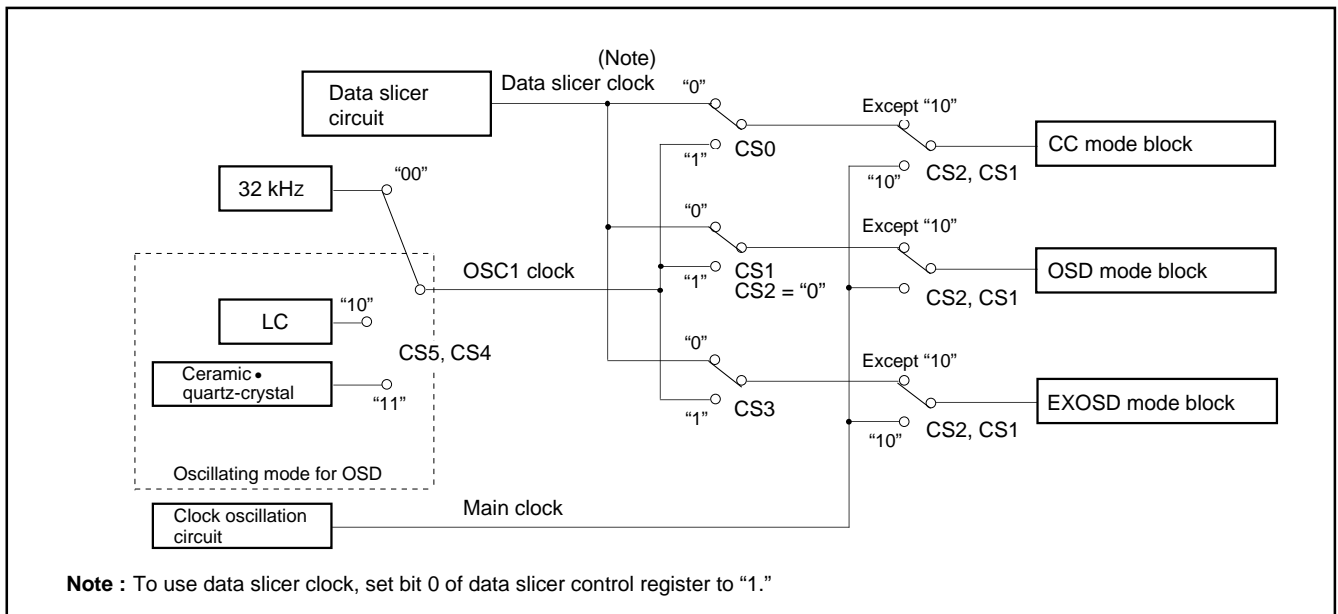 (Note)
Data slicer clock
Data slicer
circuit
“0”
“1”
CS0
Except “10”
“10”
CS2, CS1
CC mode block
32 kHz
“00”
“0”
“1”
CS1
CS2 = “0”
Except “10”
CS2, CS1
OSD mode block
OSC1 clock
LC
“10”
CS5, CS4
Ceramic •
quartz-crystal
“11”
Oscillating mode for OSD
“0”
“1”
CS3
Except “10”
“10”
CS2, CS1
EXOSD mode block
Clock oscillation
circuit
Main clock
Note : To use data slicer clock, set bit 0 of data slicer control register to “1.”